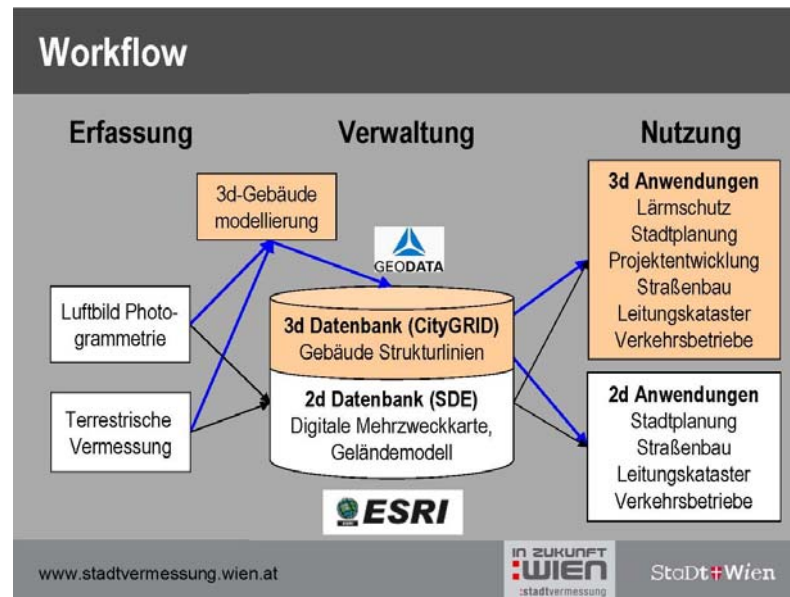 Workflow
Erfassung
Verwaltung
Nutzung
3d-Gebäude
modellierung
Luftbild Photo-
grammetrie
Terrestrische
Vermessung
GEODATA
3d Datenbank (CityGRID)
Gebäude Strukturlinien
2d Datenbank (SDE)
Digitale Mehrzweckkarte,
Geländemodell
ESRI
3d Anwendungen
Lärmschutz
Stadtplanung
Projektentwicklung
Straßenbau
Leitungskataster
Verkehrsbetriebe
2d Anwendungen
Stadtplanung
Straßenbau
Leitungskataster
Verkehrsbetriebe
www.stadtvermessung.wien.at
in zukunft
:wien
:stadtvermessung
StaDt Wien